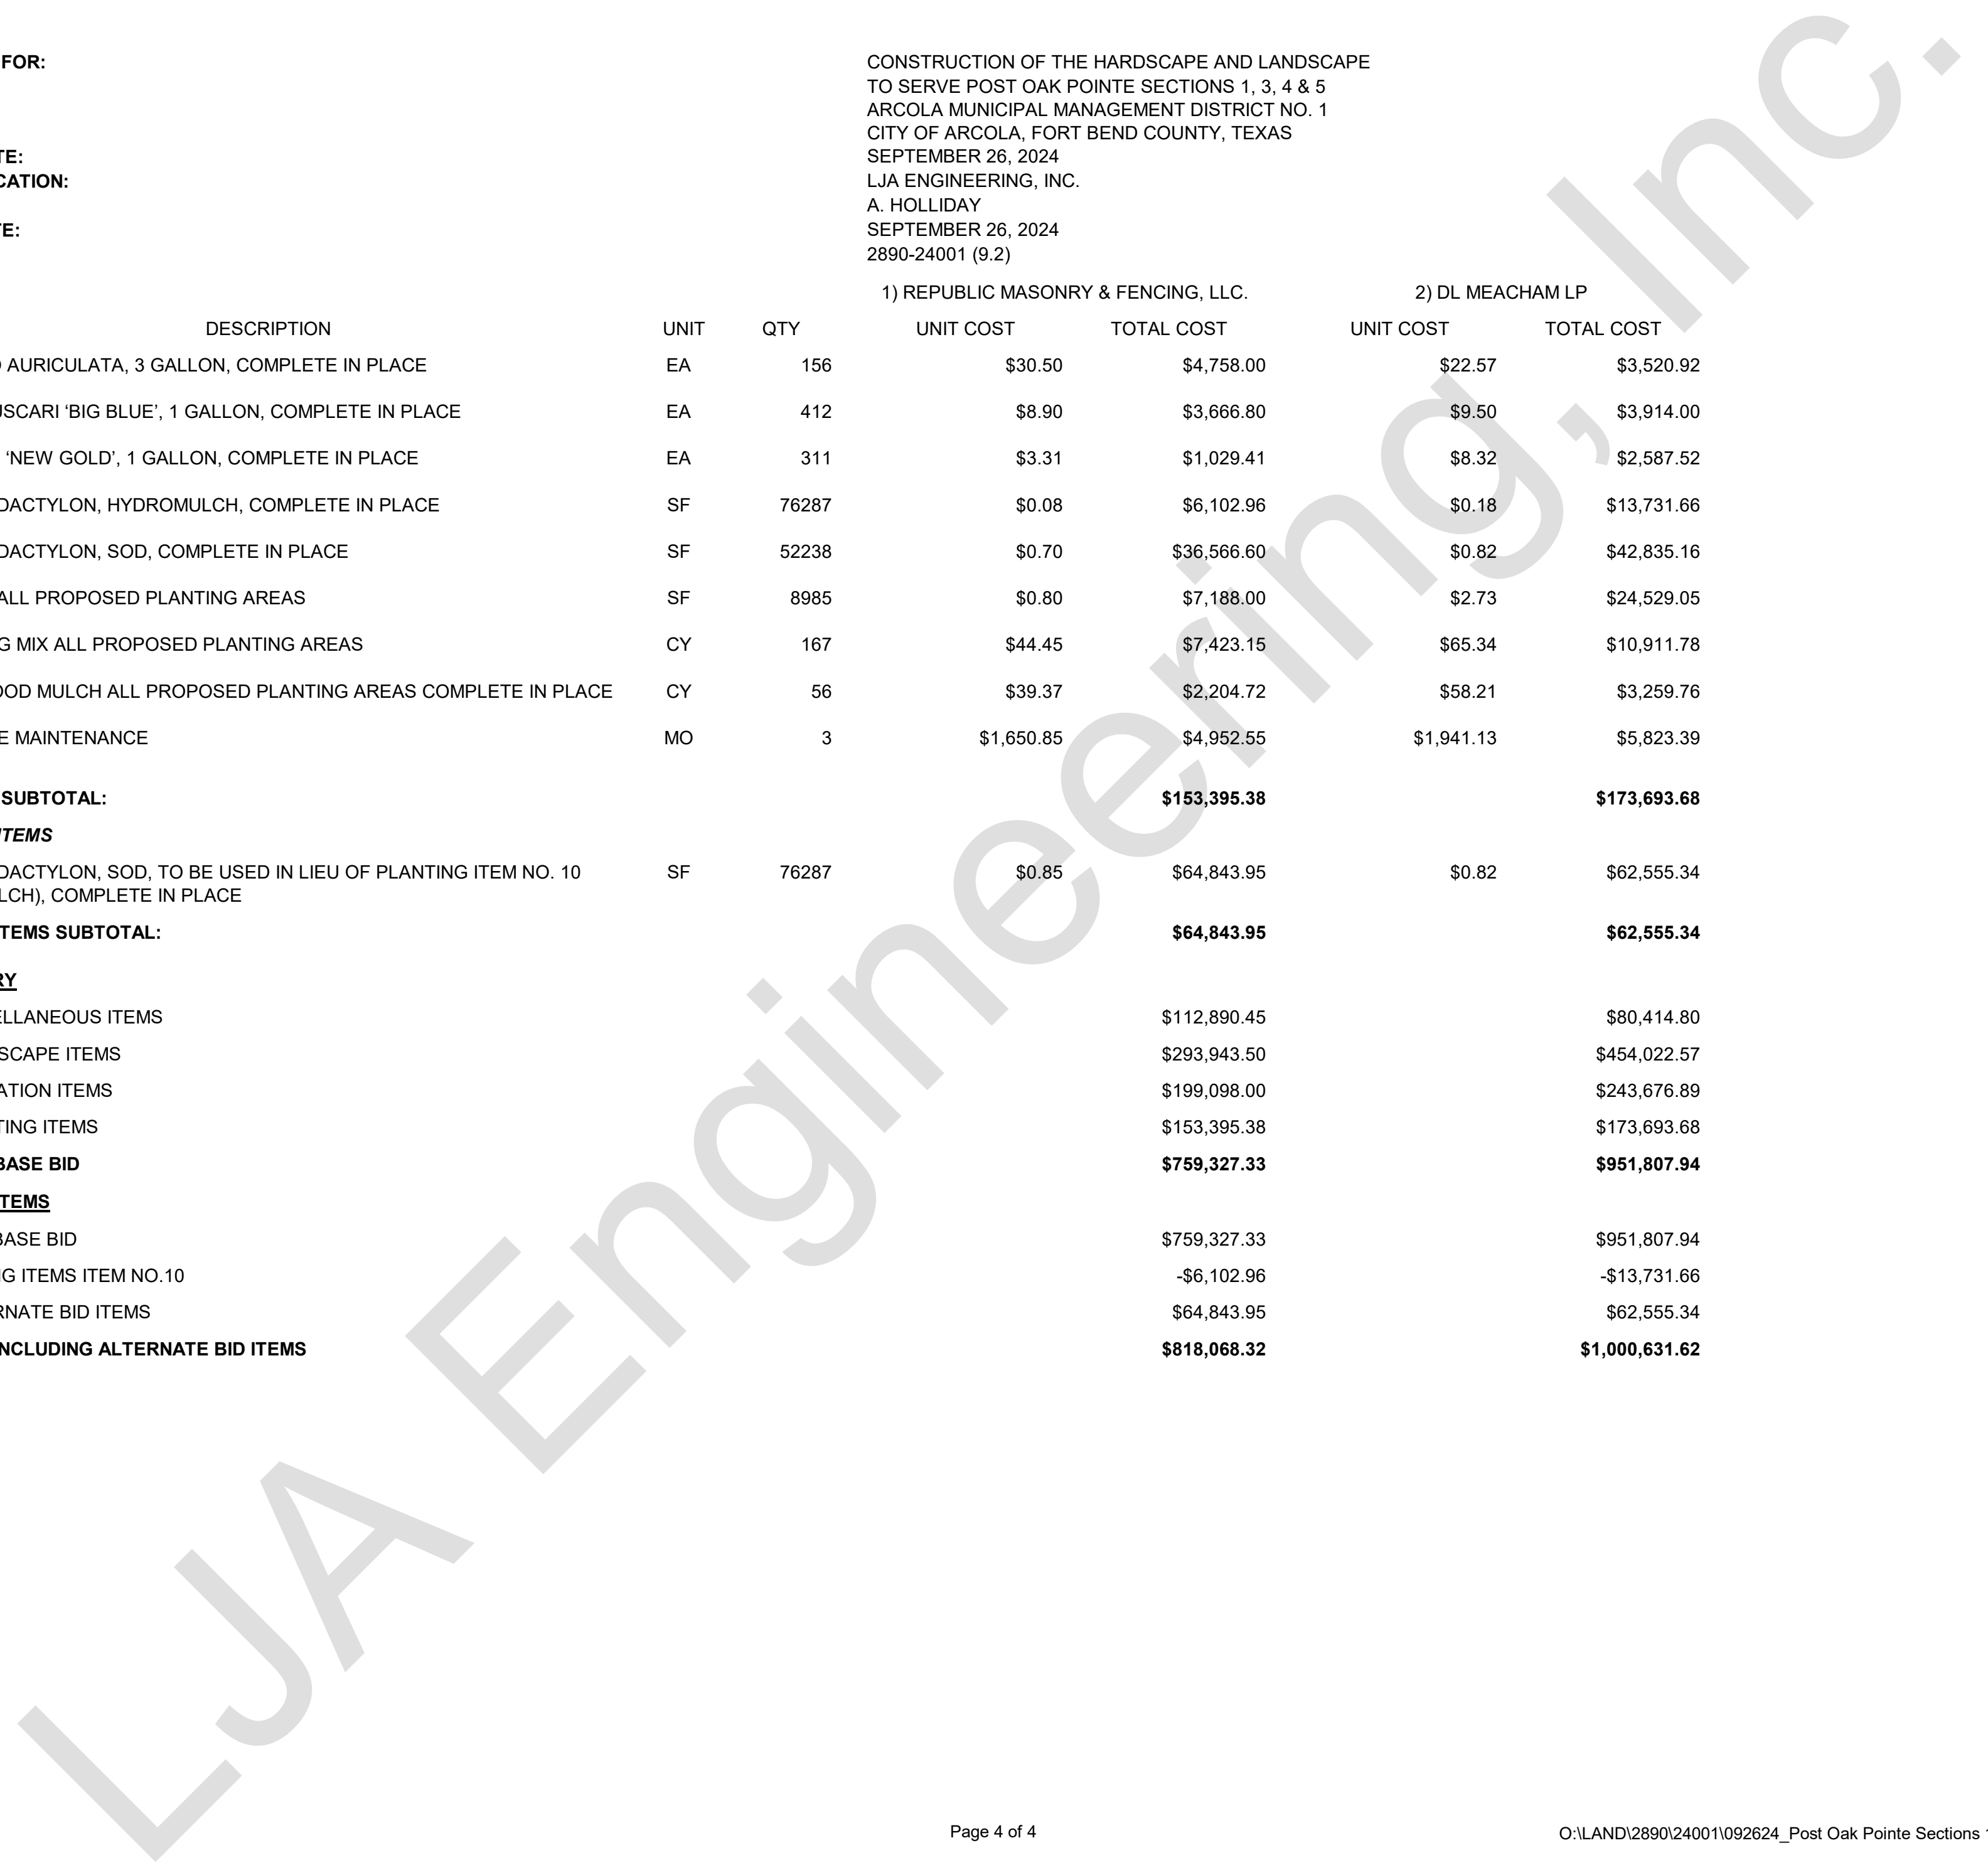 FOR: CONSTRUCTION OF THE HARDSCAPE AND LANDSCAPE
TO SERVE POST OAK POINTE SECTIONS 1, 3, 4 & 5
ARCOLA MUNICIPAL MANAGEMENT DISTRICT NO. 1
CITY OF ARCOLA, FORT BEND COUNTY, TEXAS
TE: SEPTEMBER 26, 2024
CATION: LJA ENGINEERING, INC.
A. HOLLIDAY
TE: SEPTEMBER 26, 2024
2890-24001 (9.2)
1) REPUBLIC MASONRY & FENCING, LLC. 2) DL MEACHAM LP
DESCRIPTION UNIT QTY UNIT COST TOTAL COST UNIT COST TOTAL COST
AURICULATA, 3 GALLON, COMPLETE IN PLACE EA 156 $30.50 $4,758.00 $22.57 $3,520.92
USCARI ‘BIG BLUE’, 1 GALLON, COMPLETE IN PLACE EA 412 $8.90 $3,666.80 $9.50 $3,914.00
‘NEW GOLD’, 1 GALLON, COMPLETE IN PLACE EA 311 $3.31 $1,029.41 $8.32 $2,587.52
DACTYLON, HYDROMULCH, COMPLETE IN PLACE SF 76287 $0.08 $6,102.96 $0.18 $13,731.66
DACTYLON, SOD, COMPLETE IN PLACE SF 52238 $0.70 $36,566.60 $0.82 $42,835.16
ALL PROPOSED PLANTING AREAS SF 8985 $0.80 $7,188.00 $2.73 $24,529.05
G MIX ALL PROPOSED PLANTING AREAS CY 167 $44.45 $7,423.15 $65.34 $10,911.78
OOD MULCH ALL PROPOSED PLANTING AREAS COMPLETE IN PLACE CY 56 $39.37 $2,204.72 $58.21 $3,259.76
E MAINTENANCE MO 3 $1,650.85 $4,952.55 $1,941.13 $5,823.39
SUBTOTAL: $153,395.38 $173,693.68
ITEMS
DACTYLON, SOD, TO BE USED IN LIEU OF PLANTING ITEM NO. 10 SF 76287 $0.85 $64,843.95 $0.82 $62,555.34
LCH), COMPLETE IN PLACE
TEMS SUBTOTAL: $64,843.95 $62,555.34
RY
ELLANEOUS ITEMS $112,890.45 $80,414.80
SCAPE ITEMS $293,943.50 $454,022.57
ATION ITEMS $199,098.00 $243,676.89
TING ITEMS $153,395.38 $173,693.68
BASE BID $759,327.33 $951,807.94
TEMS
BASE BID $759,327.33 $951,807.94
G ITEMS ITEM NO.10 -$6,102.96 -$13,731.66
RNATE BID ITEMS $64,843.95 $62,555.34
NCLUDING ALTERNATE BID ITEMS $818,068.32 $1,000,631.62
LJA Engineering, Inc.
Page 4 of 4 O:\LAND\2890\24001\092624_Post Oak Pointe Sections